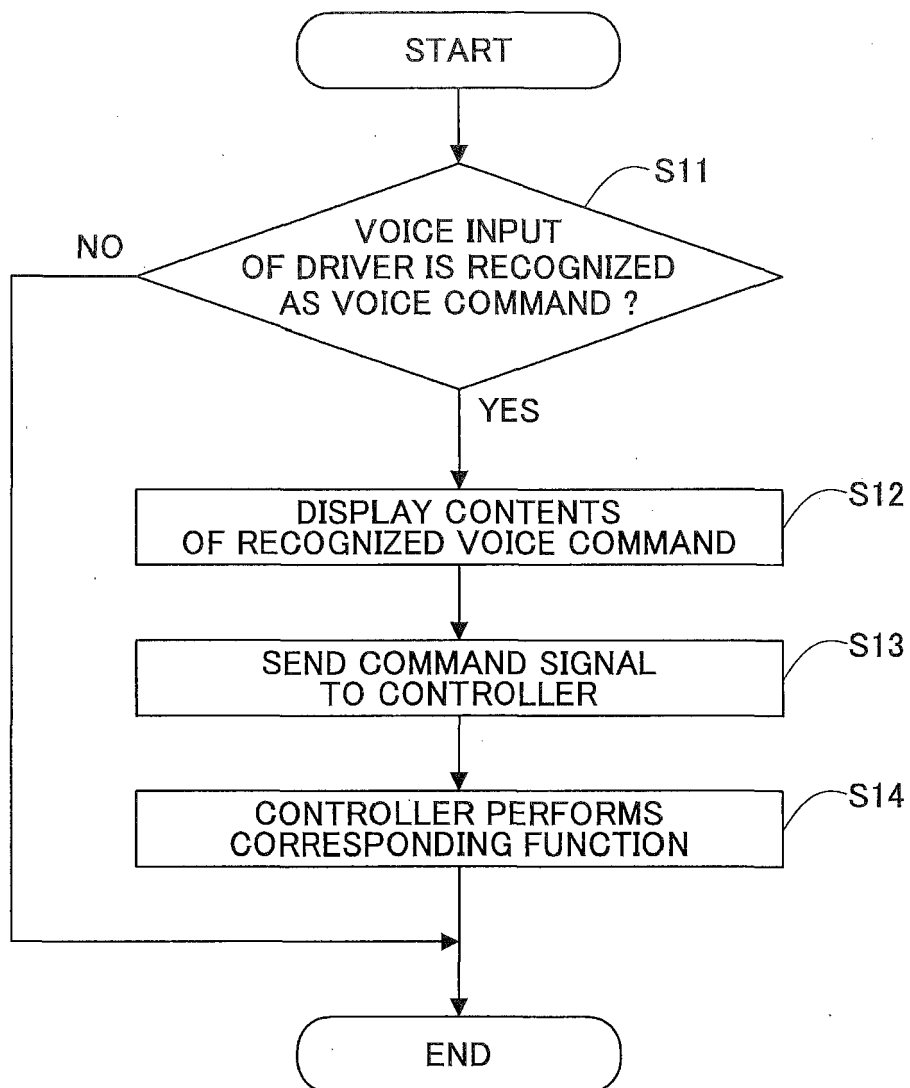 START
S11
VOICE INPUT
OF DRIVER IS RECOGNIZED
AS VOICE COMMAND ?
NO
YES
DISPLAY CONTENTS
OF RECOGNIZED VOICE COMMAND
S12
SEND COMMAND SIGNAL
TO CONTROLLER
S13
CONTROLLER PERFORMS
CORRESPONDING FUNCTION
S14
END